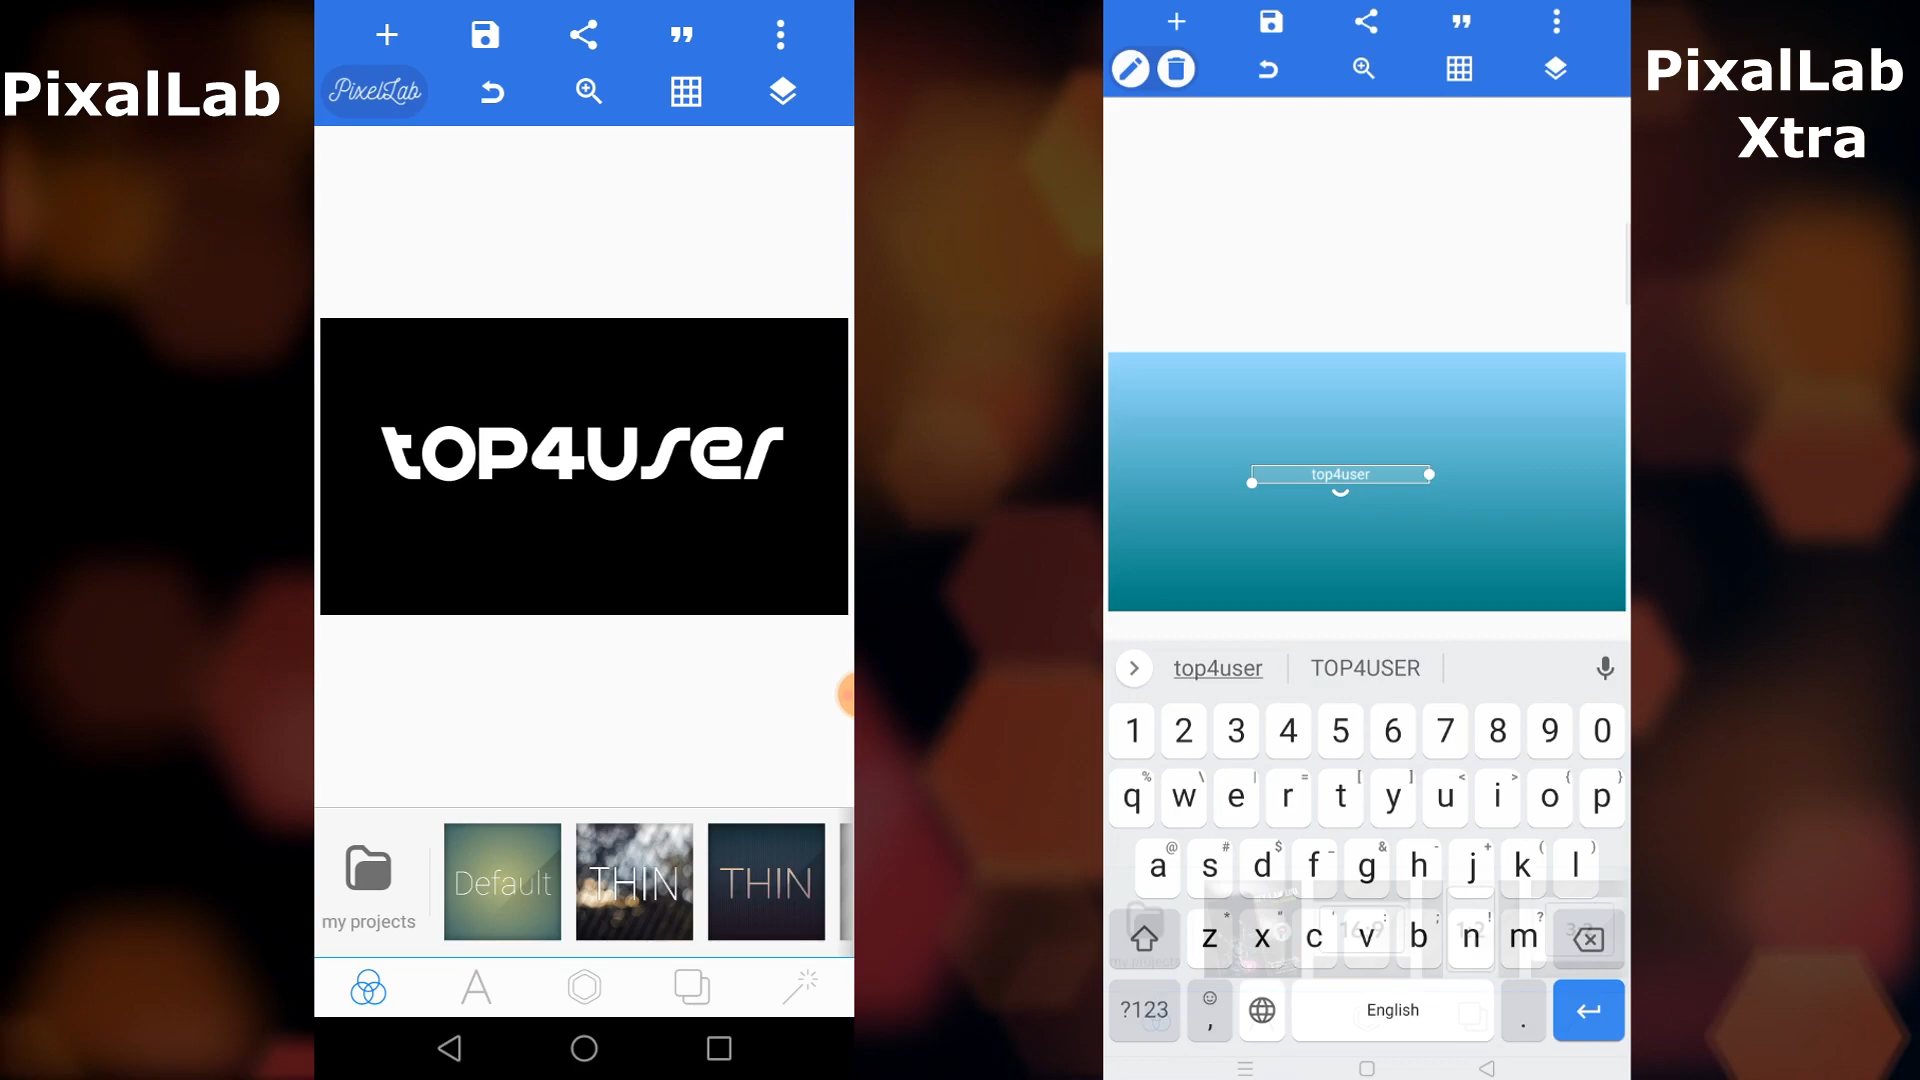 PixalLab
PixelLab
tOP4User
my projects
Default
THIN
THIN
PixalLab
Xtra
top4user
top4user TOP4USER
1 2 3 4 5 6 7 8 9 0
% \ | = [ ] < > { }
q w e r t y u i o p
@ # $ _ & - + ( )
a s d f g h j k l
* " ' : ; ! ?
z x c v b n m
?123 , English .